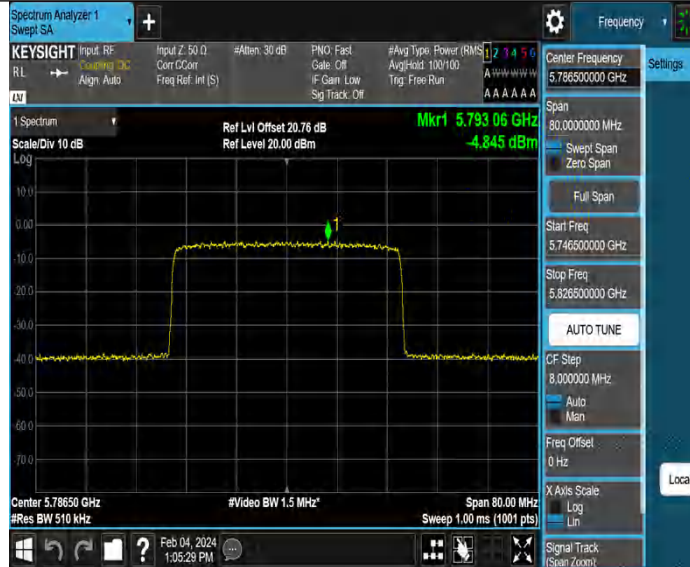 Spectrum Analyzer 1
Swept SA
+
Frequency
KEYSIGHT
RL
Input: RF
Coupling: DC
Align: Auto
Input Z: 50 Ω
Corr CCorr
Freq Ref: Int (S)
#Atten: 30 dB
PNO: Fast
Gate: Off
IF Gain: Low
Sig Track: Off
#Avg Type: Power (RMS
Avg|Hold: 100/100
Trig: Free Run
1 2 3 4 5 6
A W W W W W
A A A A A A
LXI
1 Spectrum
Scale/Div 10 dB
Log
Ref Lvl Offset 20.76 dB
Ref Level 20.00 dBm
Mkr1 5.793 06 GHz
-4.845 dBm
10.0
0.00
-10.0
-20.0
-30.0
-40.0
-50.0
-60.0
-70.0
1
Center 5.78650 GHz
#Res BW 510 kHz
#Video BW 1.5 MHz*
Span 80.00 MHz
Sweep 1.00 ms (1001 pts)
?
Feb 04, 2024
1:05:29 PM
Center Frequency
5.786500000 GHz
Settings
Span
80.0000000 MHz
Swept Span
Zero Span
Full Span
Start Freq
5.746500000 GHz
Stop Freq
5.826500000 GHz
AUTO TUNE
CF Step
8.000000 MHz
Auto
Man
Freq Offset
0 Hz
Loca
X Axis Scale
Log
Lin
Signal Track
(Span Zoom)